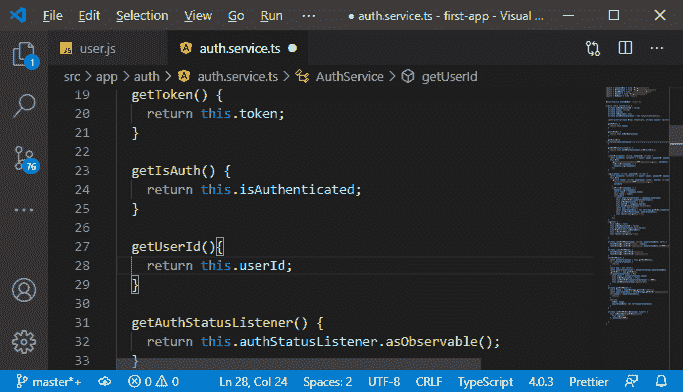 File Edit View Go Run ... ● auth.service.ts - first-app - Visual ...
user.js auth.service.ts ●
src > app > auth > auth.service.ts > AuthService > getUserId
19 getToken() {
20 return this.token;
21 }
22
23 getIsAuth() {
24 return this.isAuthenticated;
25 }
26
27 getUserId(){
28 return this.userId;
29 }
30
31 getAuthStatusListener() {
32 return this.authStatusListener.asObservable();
33 }
1
76
master*+ 0 0 Ln 28, Col 24 Spaces: 2 UTF-8 CRLF TypeScript 4.0.3 Prettier